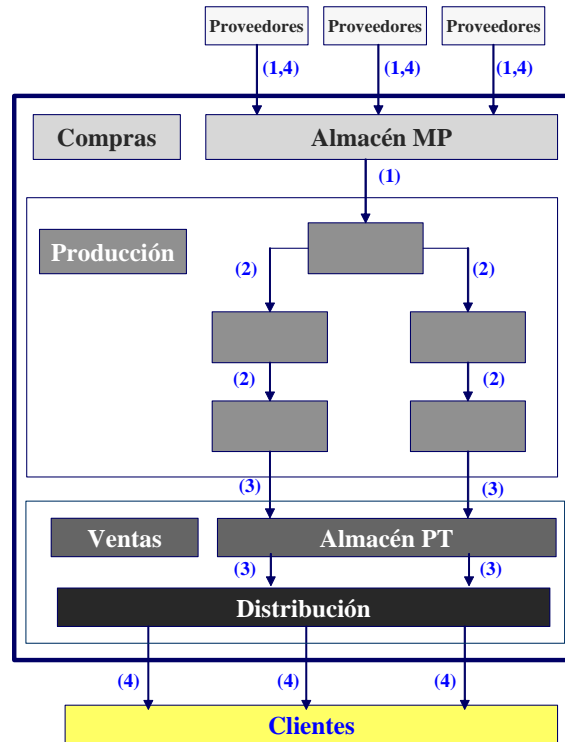 Proveedores Proveedores Proveedores
(1,4) (1,4) (1,4)
Compras Almacén MP
(1)
Producción
(2) (2)
(2) (2)
(3) (3)
Ventas Almacén PT
(3) (3)
Distribución
(4) (4) (4)
Clientes